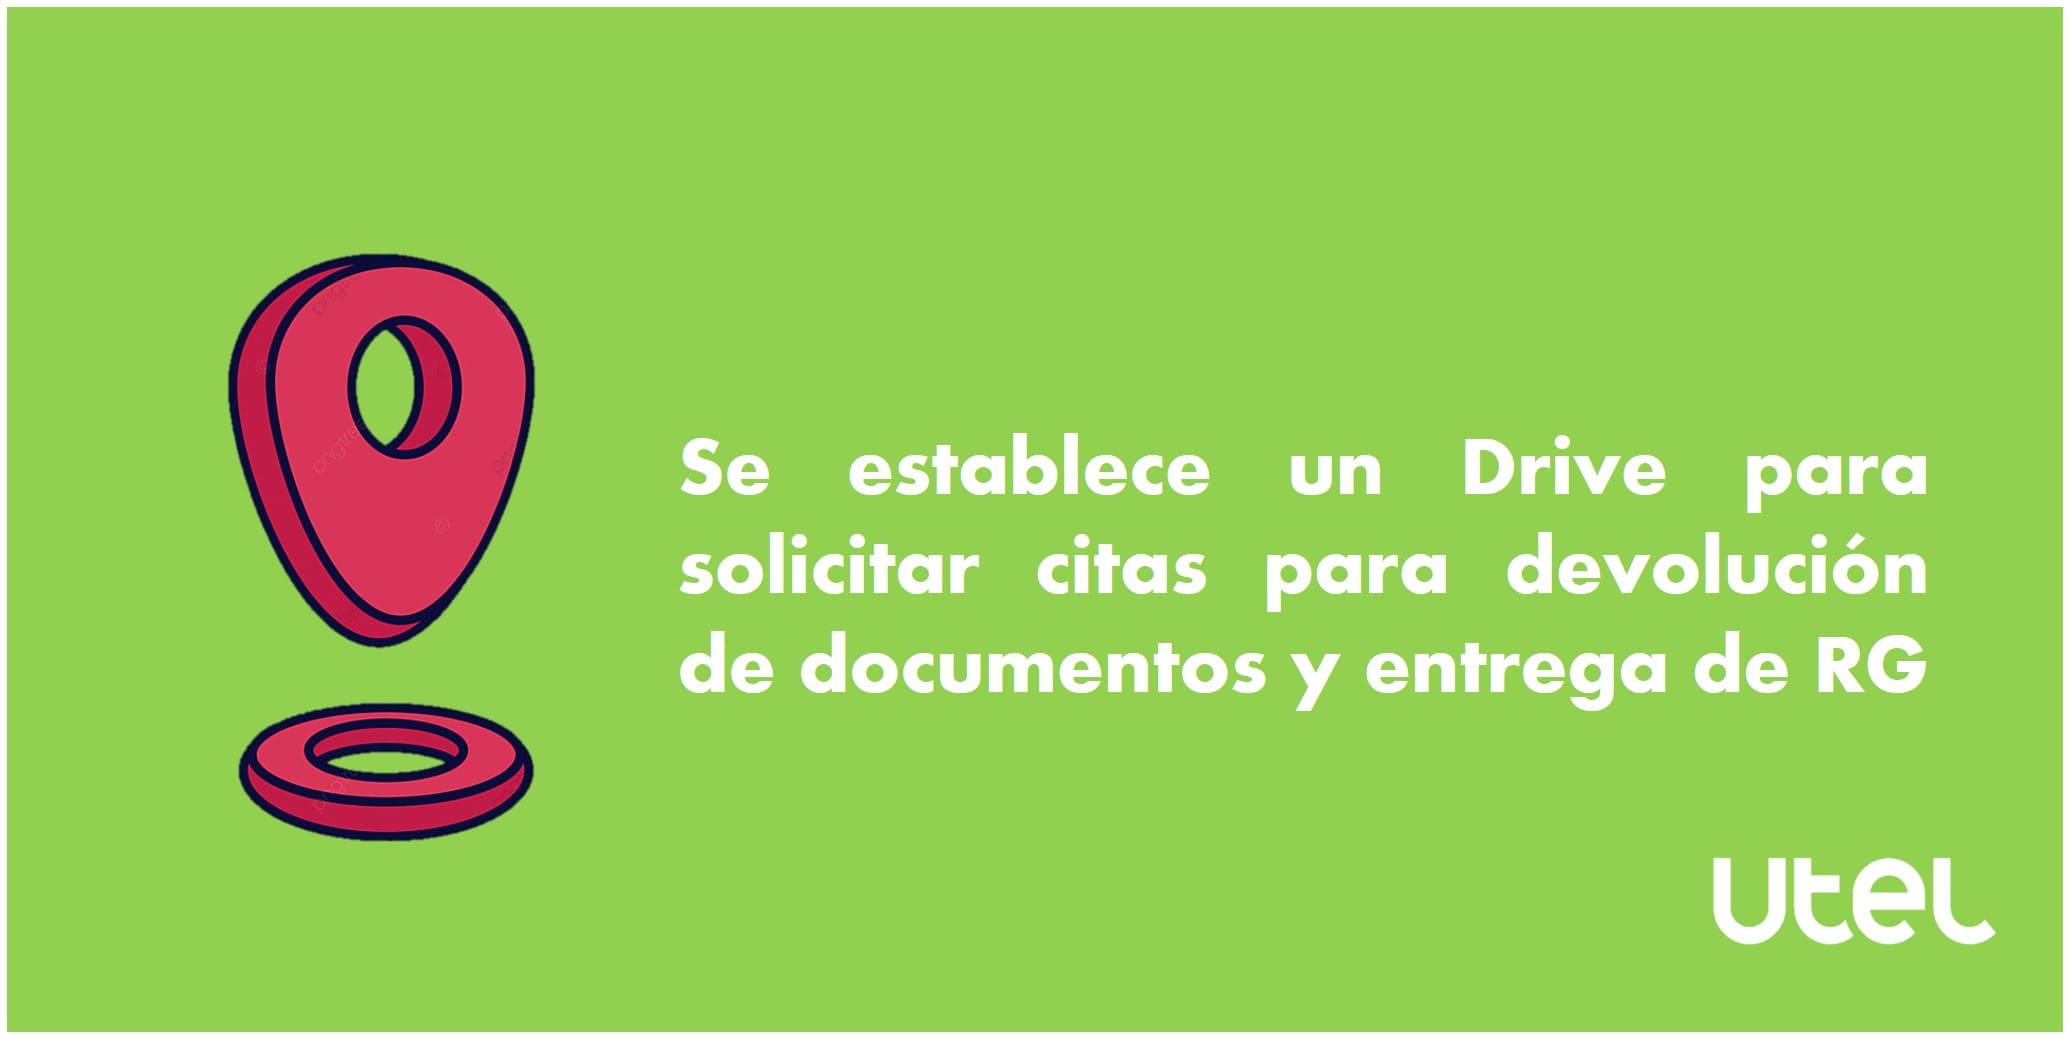 Se establece un Drive para
solicitar citas para devolución
de documentos y entrega de RG
utel